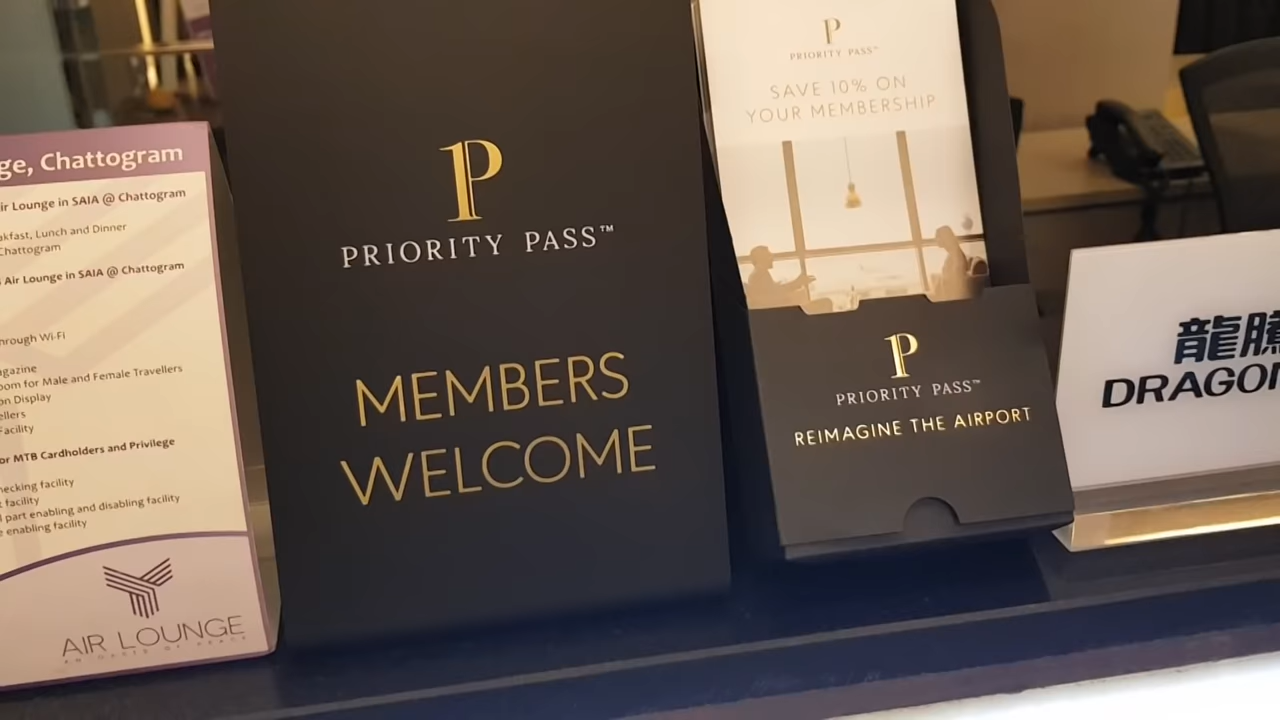 ge, Chattogram
ir Lounge in SAIA @ Chattogram
kfast, Lunch and Dinner
Chattogram
Air Lounge in SAIA @ Chattogram
hrough Wi-Fi
gazine
oom for Male and Female Travellers
on Display
ellers
Facility
or MTB Cardholders and Privilege
hecking facility
facility
part enabling and disabling facility
enabling facility
AIR LOUNGE
P
PRIORITY PASS™
MEMBERS
WELCOME
P
PRIORITY PASS™
SAVE 10% ON
YOUR MEMBERSHIP
P
PRIORITY PASS™
REIMAGINE THE AIRPORT
龍騰
DRAGON